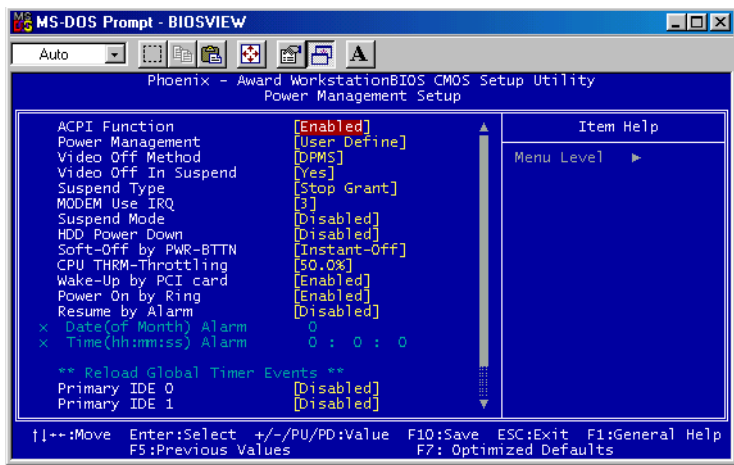 MS-DOS Prompt - BIOSVIEW
Auto A
Phoenix - Award WorkstationBIOS CMOS Setup Utility
Power Management Setup
ACPI Function [Enabled] Item Help
Power Management [User Define]
Video Off Method [DPMS] Menu Level ►
Video Off In Suspend [Yes]
Suspend Type [Stop Grant]
MODEM Use IRQ [3]
Suspend Mode [Disabled]
HDD Power Down [Disabled]
Soft-Off by PWR-BTTN [Instant-Off]
CPU THRM-Throttling [50.0%]
Wake-Up by PCI card [Enabled]
Power On by Ring [Enabled]
Resume by Alarm [Disabled]
x Date(of Month) Alarm 0
x Time(hh:mm:ss) Alarm 0 : 0 : 0
** Reload Global Timer Events **
Primary IDE 0 [Disabled]
Primary IDE 1 [Disabled]
↑↓←→:Move Enter:Select +/-/PU/PD:Value F10:Save ESC:Exit F1:General Help
F5:Previous Values F7: Optimized Defaults